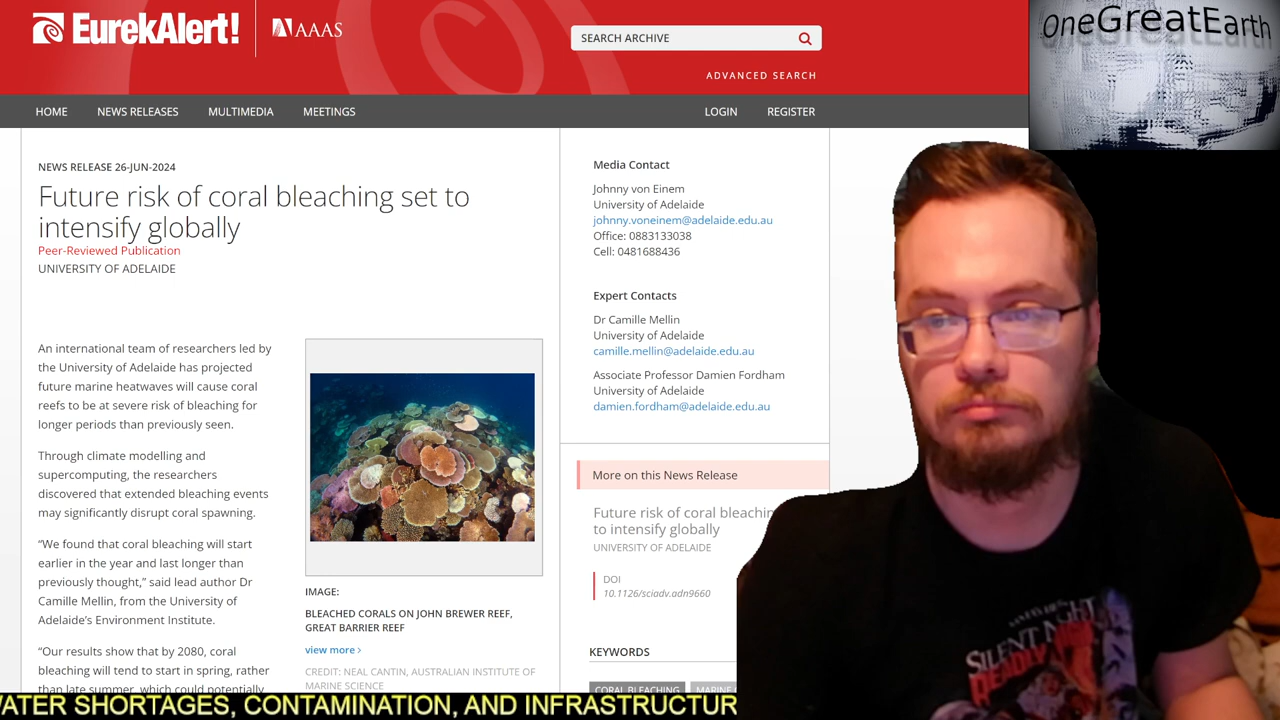 EurekAlert!
AAAS
SEARCH ARCHIVE
ADVANCED SEARCH
HOME NEWS RELEASES MULTIMEDIA MEETINGS LOGIN REGISTER
OneGreatEarth
NEWS RELEASE 26-JUN-2024
Future risk of coral bleaching set to
intensify globally
Peer-Reviewed Publication
UNIVERSITY OF ADELAIDE
An international team of researchers led by
the University of Adelaide has projected
future marine heatwaves will cause coral
reefs to be at severe risk of bleaching for
longer periods than previously seen.
Through climate modelling and
supercomputing, the researchers
discovered that extended bleaching events
may significantly disrupt coral spawning.
“We found that coral bleaching will start
earlier in the year and last longer than
previously thought,” said lead author Dr
Camille Mellin, from the University of
Adelaide’s Environment Institute.
“Our results show that by 2080, coral
bleaching will tend to start in spring, rather
than late summer, which could potentially
IMAGE:
BLEACHED CORALS ON JOHN BREWER REEF,
GREAT BARRIER REEF
view more ›
CREDIT: NEAL CANTIN, AUSTRALIAN INSTITUTE OF
MARINE SCIENCE
Media Contact
Johnny von Einem
University of Adelaide
johnny.voneinem@adelaide.edu.au
Office: 0883133038
Cell: 0481688436
Expert Contacts
Dr Camille Mellin
University of Adelaide
camille.mellin@adelaide.edu.au
Associate Professor Damien Fordham
University of Adelaide
damien.fordham@adelaide.edu.au
More on this News Release
Future risk of coral bleachin
to intensify globally
UNIVERSITY OF ADELAIDE
DOI
10.1126/sciadv.adn9660
KEYWORDS
CORAL BLEACHING MARINE
SILENT NIGHT
DEADLY
WATER SHORTAGES, CONTAMINATION, AND INFRASTRUCTUR